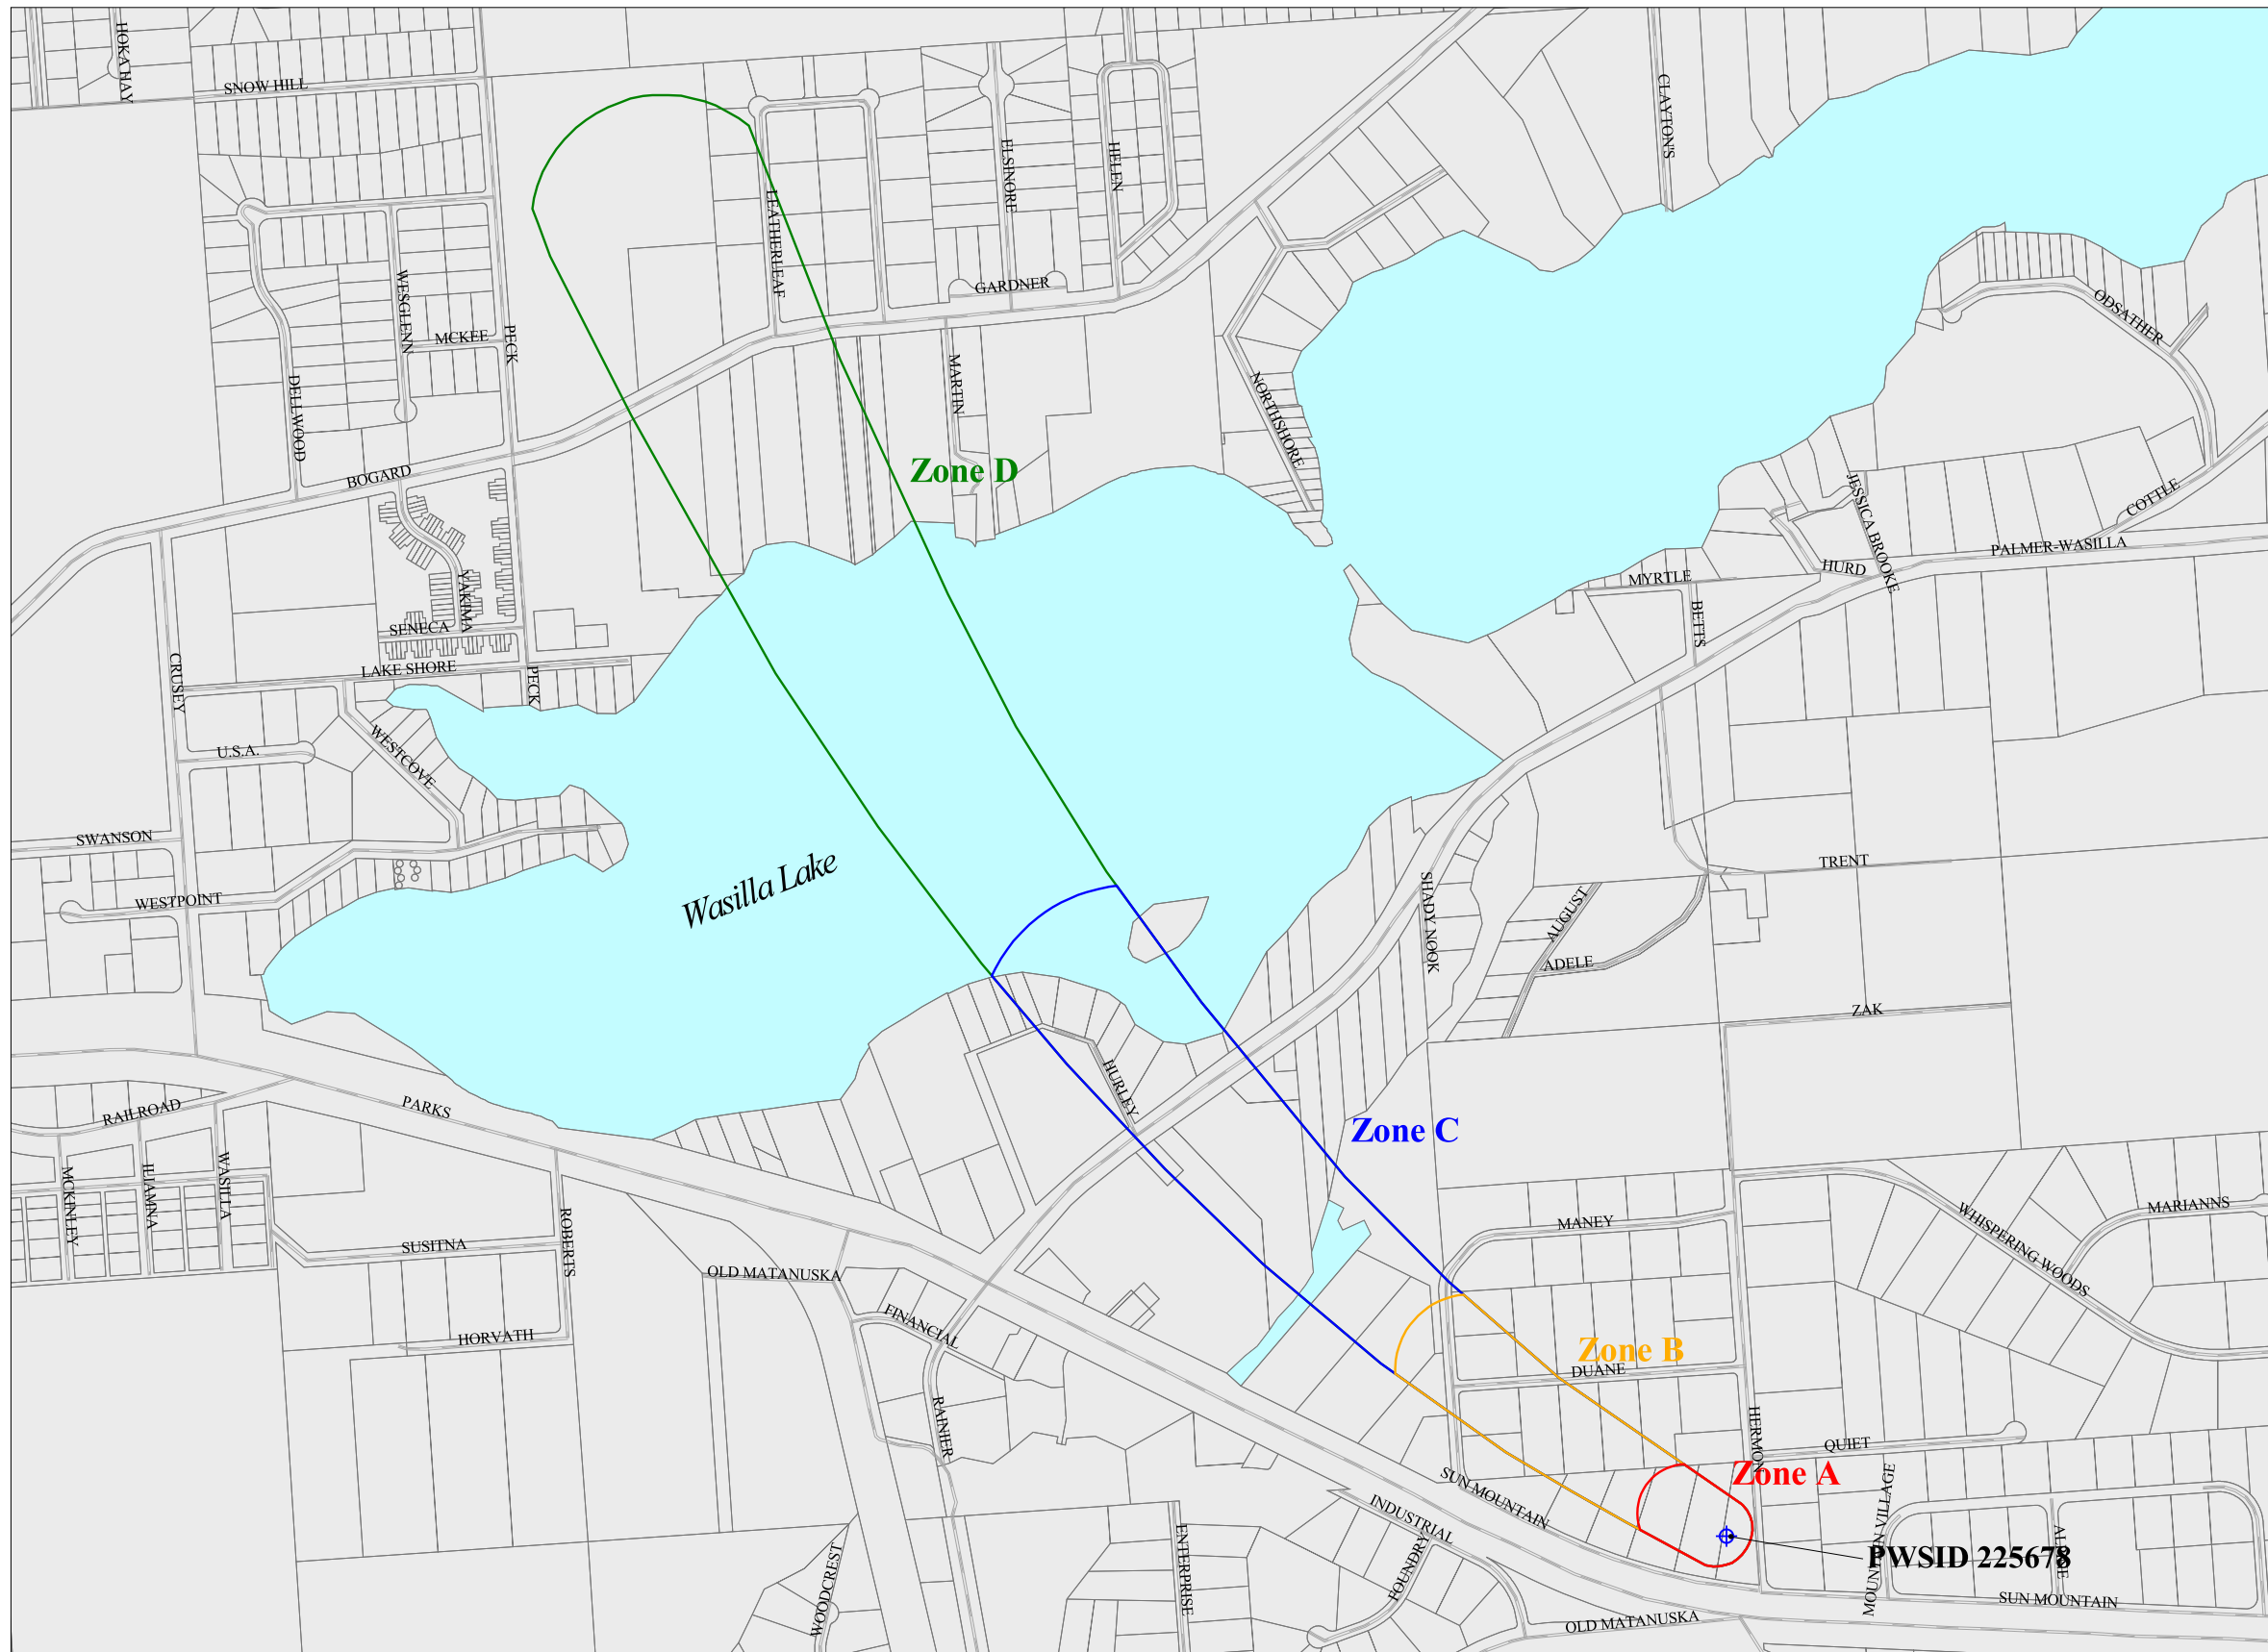 HOKA HAY
SNOW HILL
CLAYTON'S
ELSINORE
HELEN
LEATHERLEAF
GARDNER
WESGLENN
MCKEE
PECK
ODSATHER
MARTIN
DELLWOOD
NORTHSHORE
BOGARD
Zone D
JESSICA BROOKE
COTTLE
PALMER-WASILLA
HURD
MYRTLE
YAKIMA
SENECA
BETTS
LAKE SHORE
CRUSEY
PECK
U.S.A.
WESTCOVE
SWANSON
TRENT
Wasilla Lake
WESTPOINT
SHADY NOOK
AUGUST
ADELE
ZAK
HURLEY
PARKS
RAILROAD
Zone C
MCKINLEY
ILIAMNA
WASILLA
MANEY
MARIANNS
WHISPERING WOODS
ROBERTS
SUSITNA
OLD MATANUSKA
FINANCIAL
HORVATH
Zone B
DUANE
RAINIER
HERMON
QUIET
Zone A
SUN MOUNTAIN
INDUSTRIAL
MOUNTAIN VILLAGE
PWSID 225678
ENTERPRISE
FOUNDRY
WOODCREST
SUN MOUNTAIN
OLD MATANUSKA